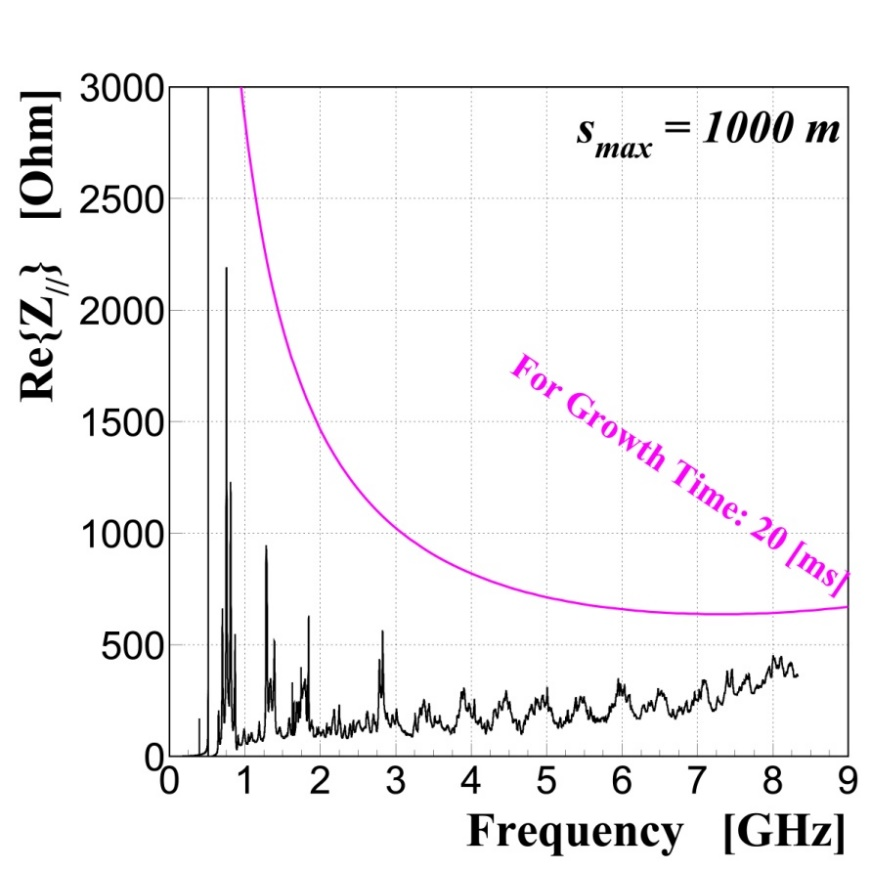 3000
2500
2000
1500
1000
500
0
Re{Z//} [Ohm]
s_max = 1000 m
For Growth Time: 20 [ms]
0 1 2 3 4 5 6 7 8 9
Frequency [GHz]